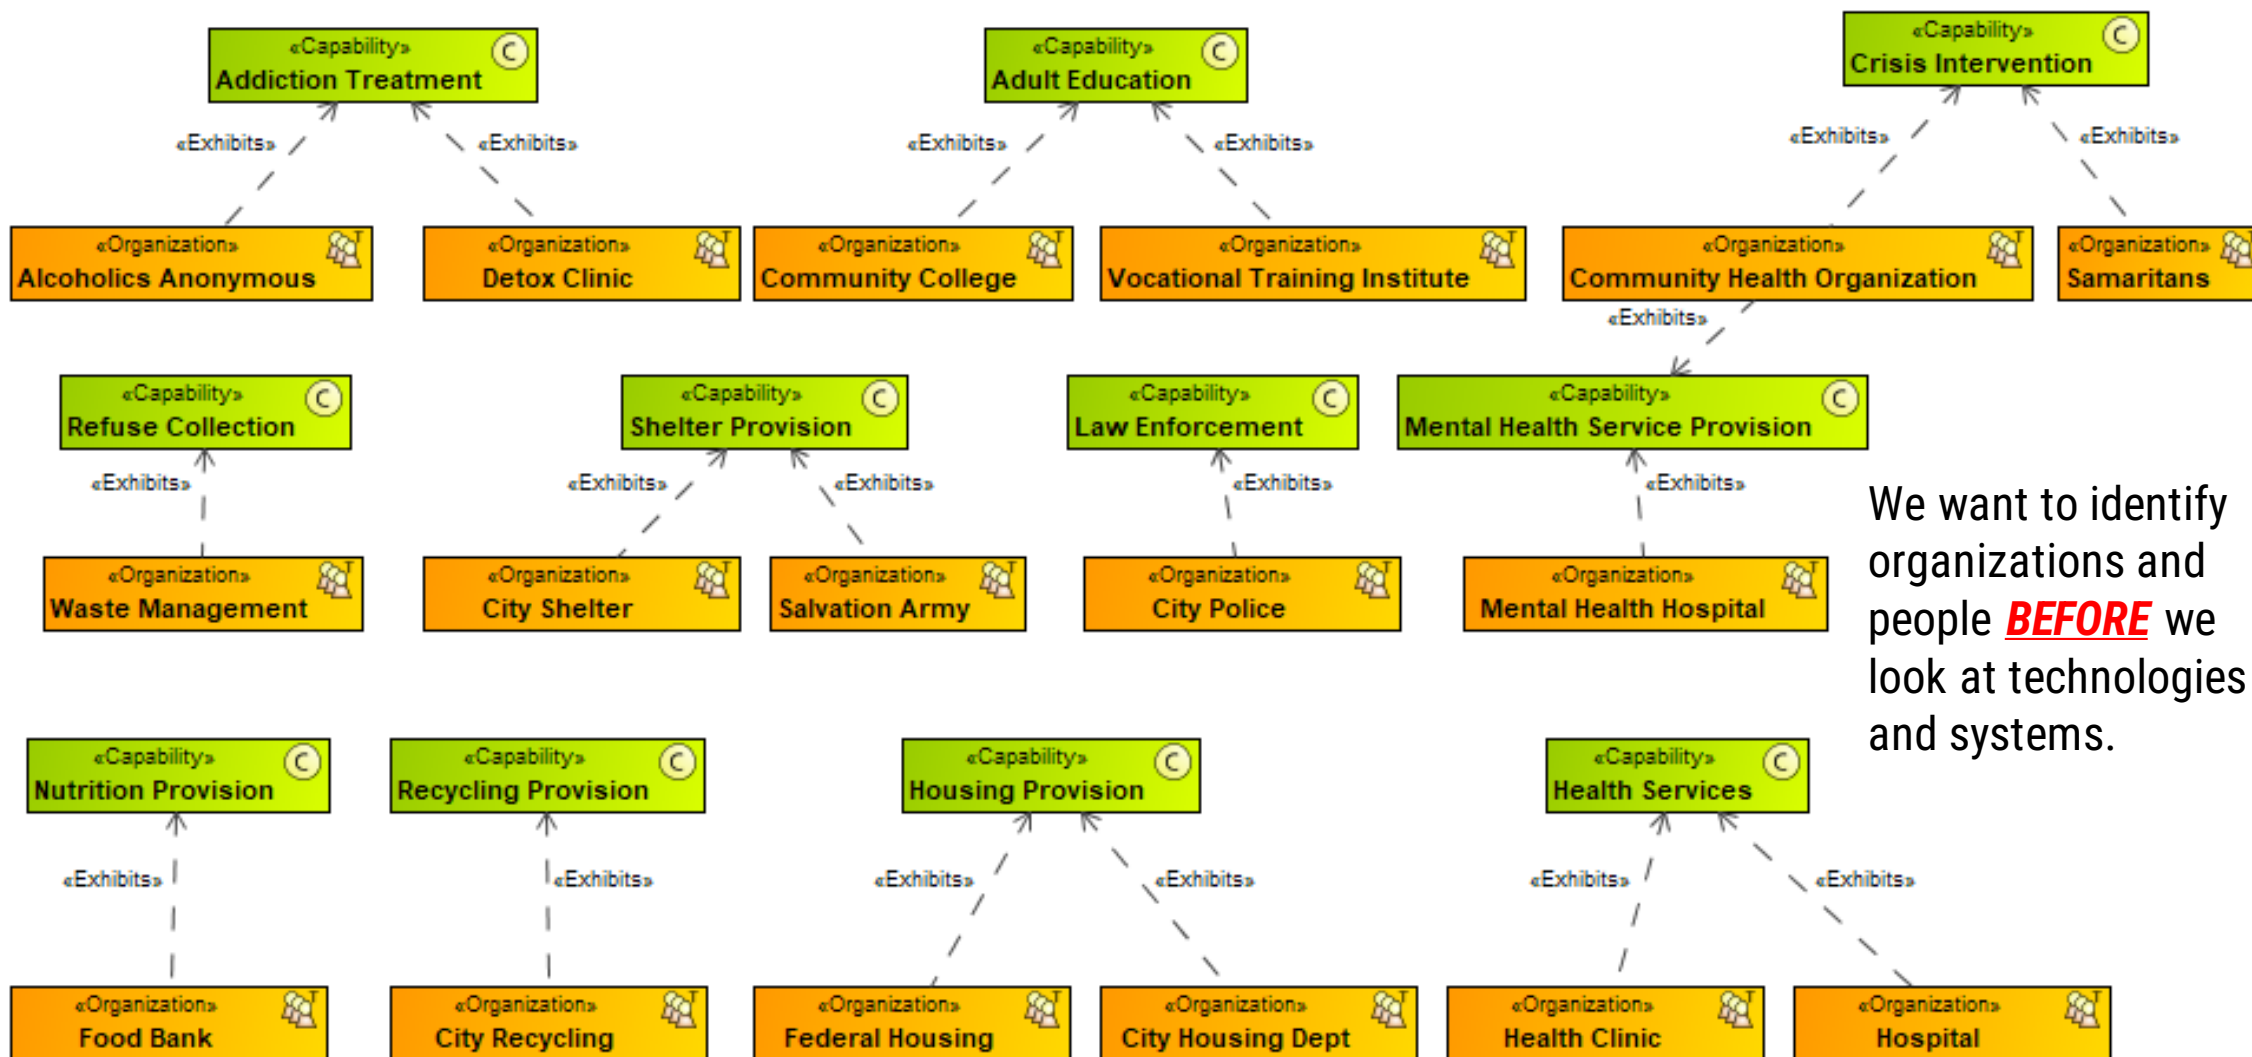 «Capability»
Addiction Treatment
C
«Capability»
Adult Education
C
«Capability»
Crisis Intervention
C
«Exhibits»
«Exhibits»
«Exhibits»
«Exhibits»
«Exhibits»
«Exhibits»
«Organization»
Alcoholics Anonymous
T
«Organization»
Detox Clinic
T
«Organization»
Community College
T
«Organization»
Vocational Training Institute
T
«Organization»
Community Health Organization
T
«Organization»
Samaritans
«Exhibits»
«Capability»
Refuse Collection
C
«Capability»
Shelter Provision
C
«Capability»
Law Enforcement
C
«Capability»
Mental Health Service Provision
C
«Exhibits»
«Exhibits»
«Exhibits»
«Exhibits»
«Exhibits»
«Organization»
Waste Management
T
«Organization»
City Shelter
T
«Organization»
Salvation Army
T
«Organization»
City Police
T
«Organization»
Mental Health Hospital
T
We want to identify
organizations and
people BEFORE we
look at technologies
and systems.
«Capability»
Nutrition Provision
C
«Capability»
Recycling Provision
C
«Capability»
Housing Provision
C
«Capability»
Health Services
C
«Exhibits»
«Exhibits»
«Exhibits»
«Exhibits»
«Exhibits»
«Exhibits»
«Organization»
Food Bank
T
«Organization»
City Recycling
T
«Organization»
Federal Housing
T
«Organization»
City Housing Dept
T
«Organization»
Health Clinic
T
«Organization»
Hospital
T